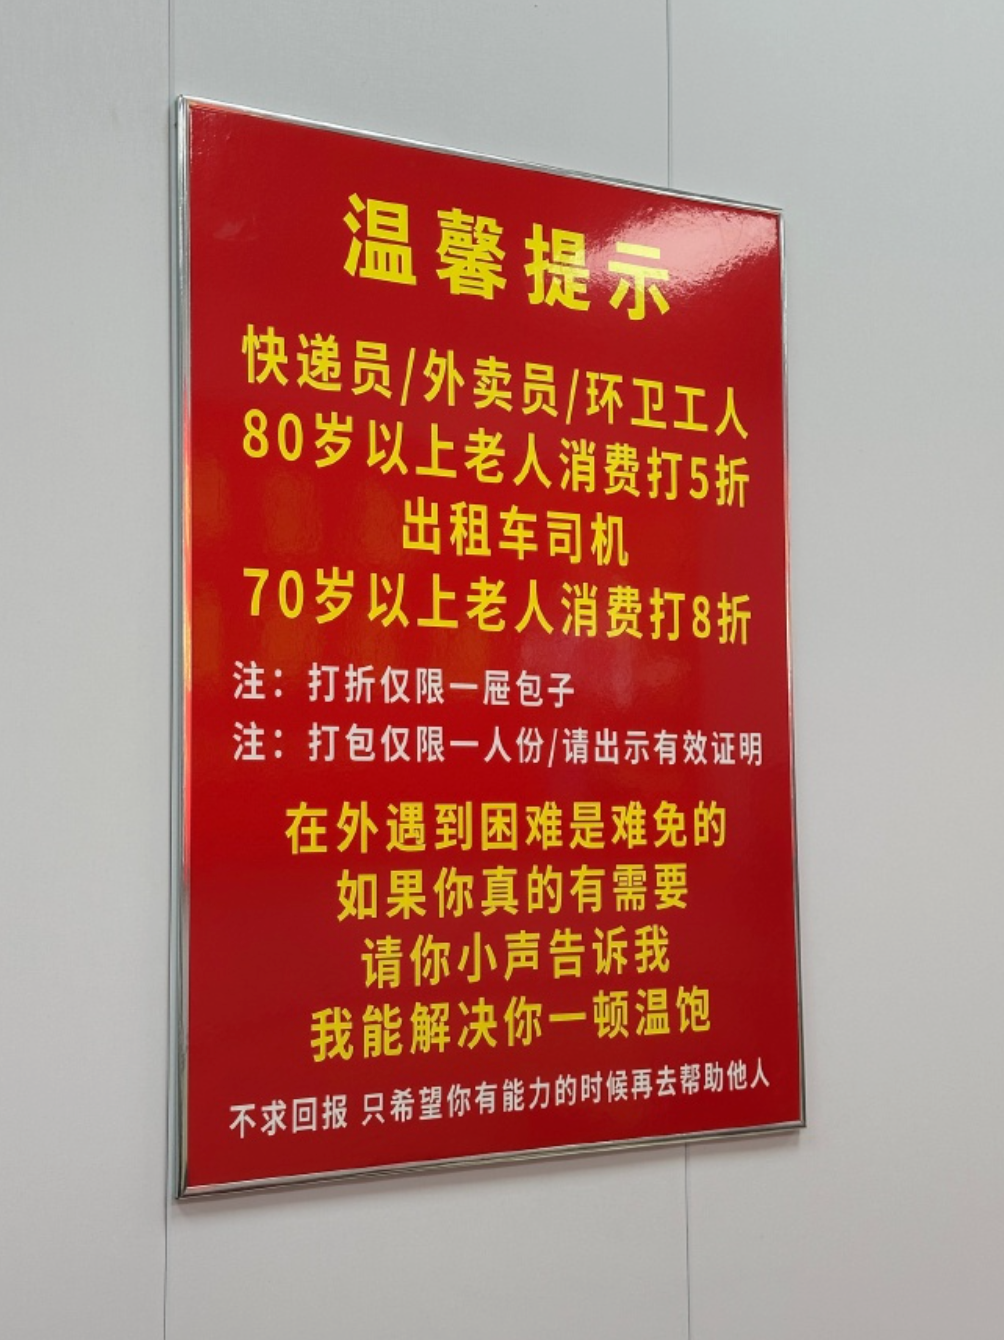 温馨提示
快递员/外卖员/环卫工人
80岁以上老人消费打5折
出租车司机
70岁以上老人消费打8折
注：打折仅限一屉包子
注：打包仅限一人份/请出示有效证明
在外遇到困难是难免的
如果你真的有需要
请你小声告诉我
我能解决你一顿温饱
不求回报 只希望你有能力的时候再去帮助他人